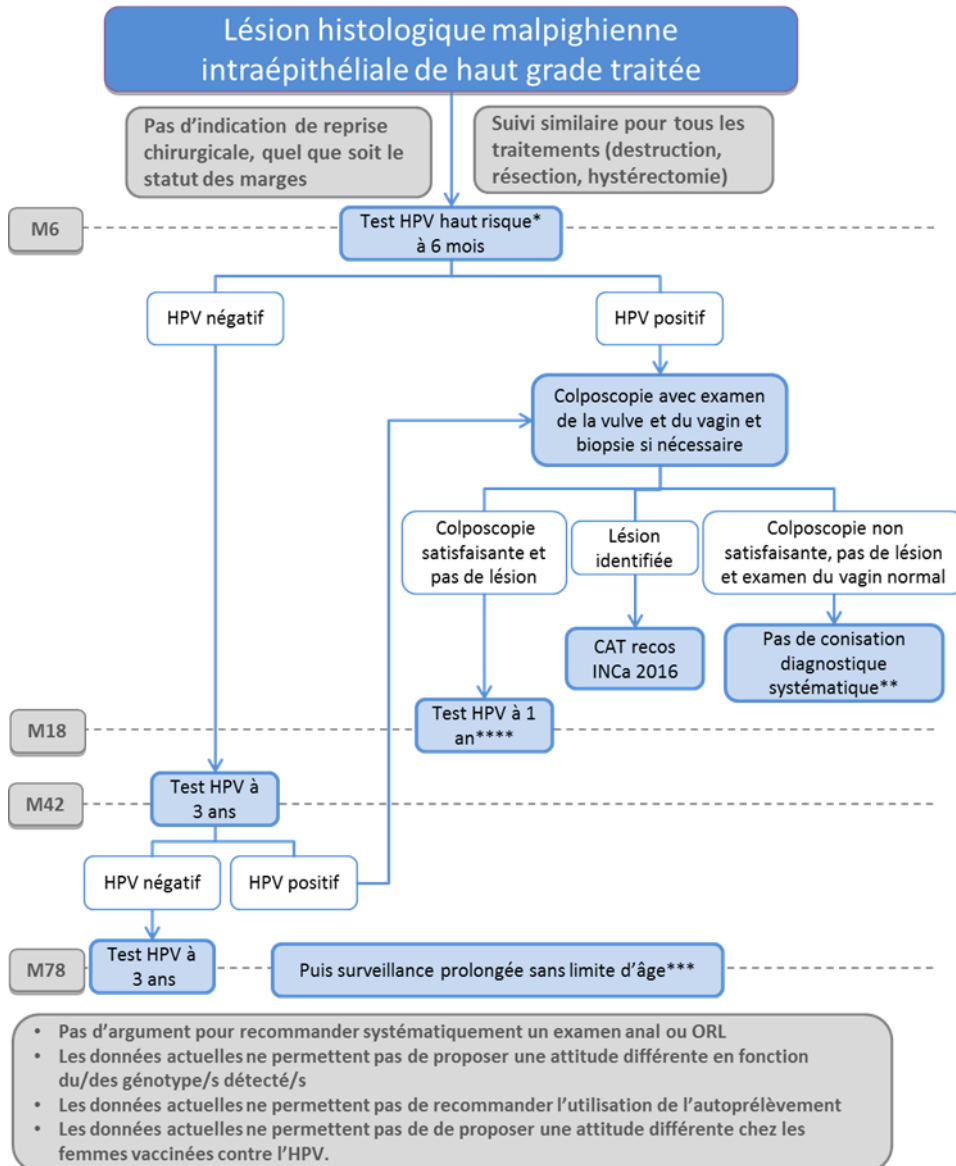 Lésion histologique malpighienne
intraépithéliale de haut grade traitée
Pas d'indication de reprise
chirurgicale, quel que soit le
statut des marges
Suivi similaire pour tous les
traitements (destruction,
résection, hystérectomie)
M6
Test HPV haut risque*
à 6 mois
HPV négatif
HPV positif
Colposcopie avec examen
de la vulve et du vagin et
biopsie si nécessaire
Colposcopie
satisfaisante et
pas de lésion
Lésion
identifiée
Colposcopie non
satisfaisante, pas de lésion
et examen du vagin normal
CAT recos
INCa 2016
Pas de conisation
diagnostique
systématique**
M18
Test HPV à 1
an****
M42
Test HPV à
3 ans
HPV négatif
HPV positif
M78
Test HPV à
3 ans
Puis surveillance prolongée sans limite d'âge***
• Pas d'argument pour recommander systématiquement un examen anal ou ORL
• Les données actuelles ne permettent pas de proposer une attitude différente en fonction
du/des génotype/s détecté/s
• Les données actuelles ne permettent pas de recommander l'utilisation de l'autoprélèvement
• Les données actuelles ne permettent pas de de proposer une attitude différente chez les
femmes vaccinées contre l'HPV.